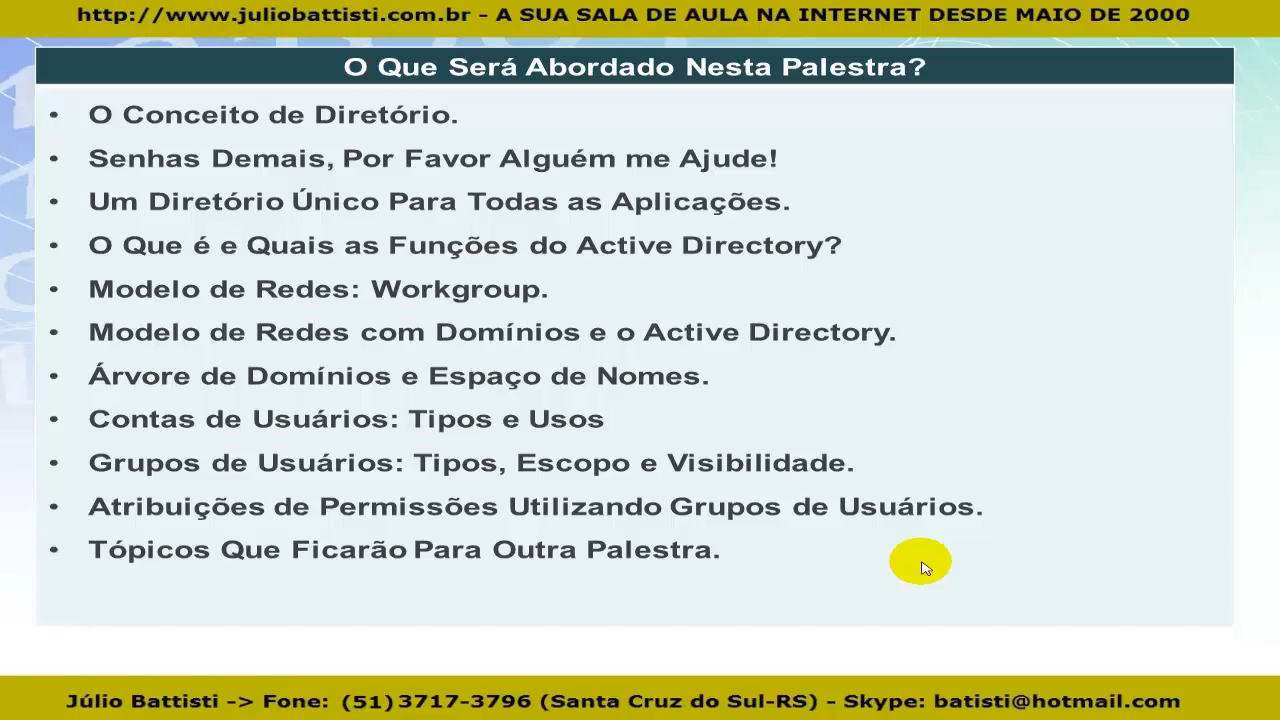 http://www.juliobattisti.com.br - A SUA SALA DE AULA NA INTERNET DESDE MAIO DE 2000
O Que Será Abordado Nesta Palestra?
• O Conceito de Diretório.
• Senhas Demais, Por Favor Alguém me Ajude!
• Um Diretório Único Para Todas as Aplicações.
• O Que é e Quais as Funções do Active Directory?
• Modelo de Redes: Workgroup.
• Modelo de Redes com Domínios e o Active Directory.
• Árvore de Domínios e Espaço de Nomes.
• Contas de Usuários: Tipos e Usos
• Grupos de Usuários: Tipos, Escopo e Visibilidade.
• Atribuições de Permissões Utilizando Grupos de Usuários.
• Tópicos Que Ficarão Para Outra Palestra.
Júlio Battisti -> Fone: (51) 3717-3796 (Santa Cruz do Sul-RS) - Skype: batisti@hotmail.com